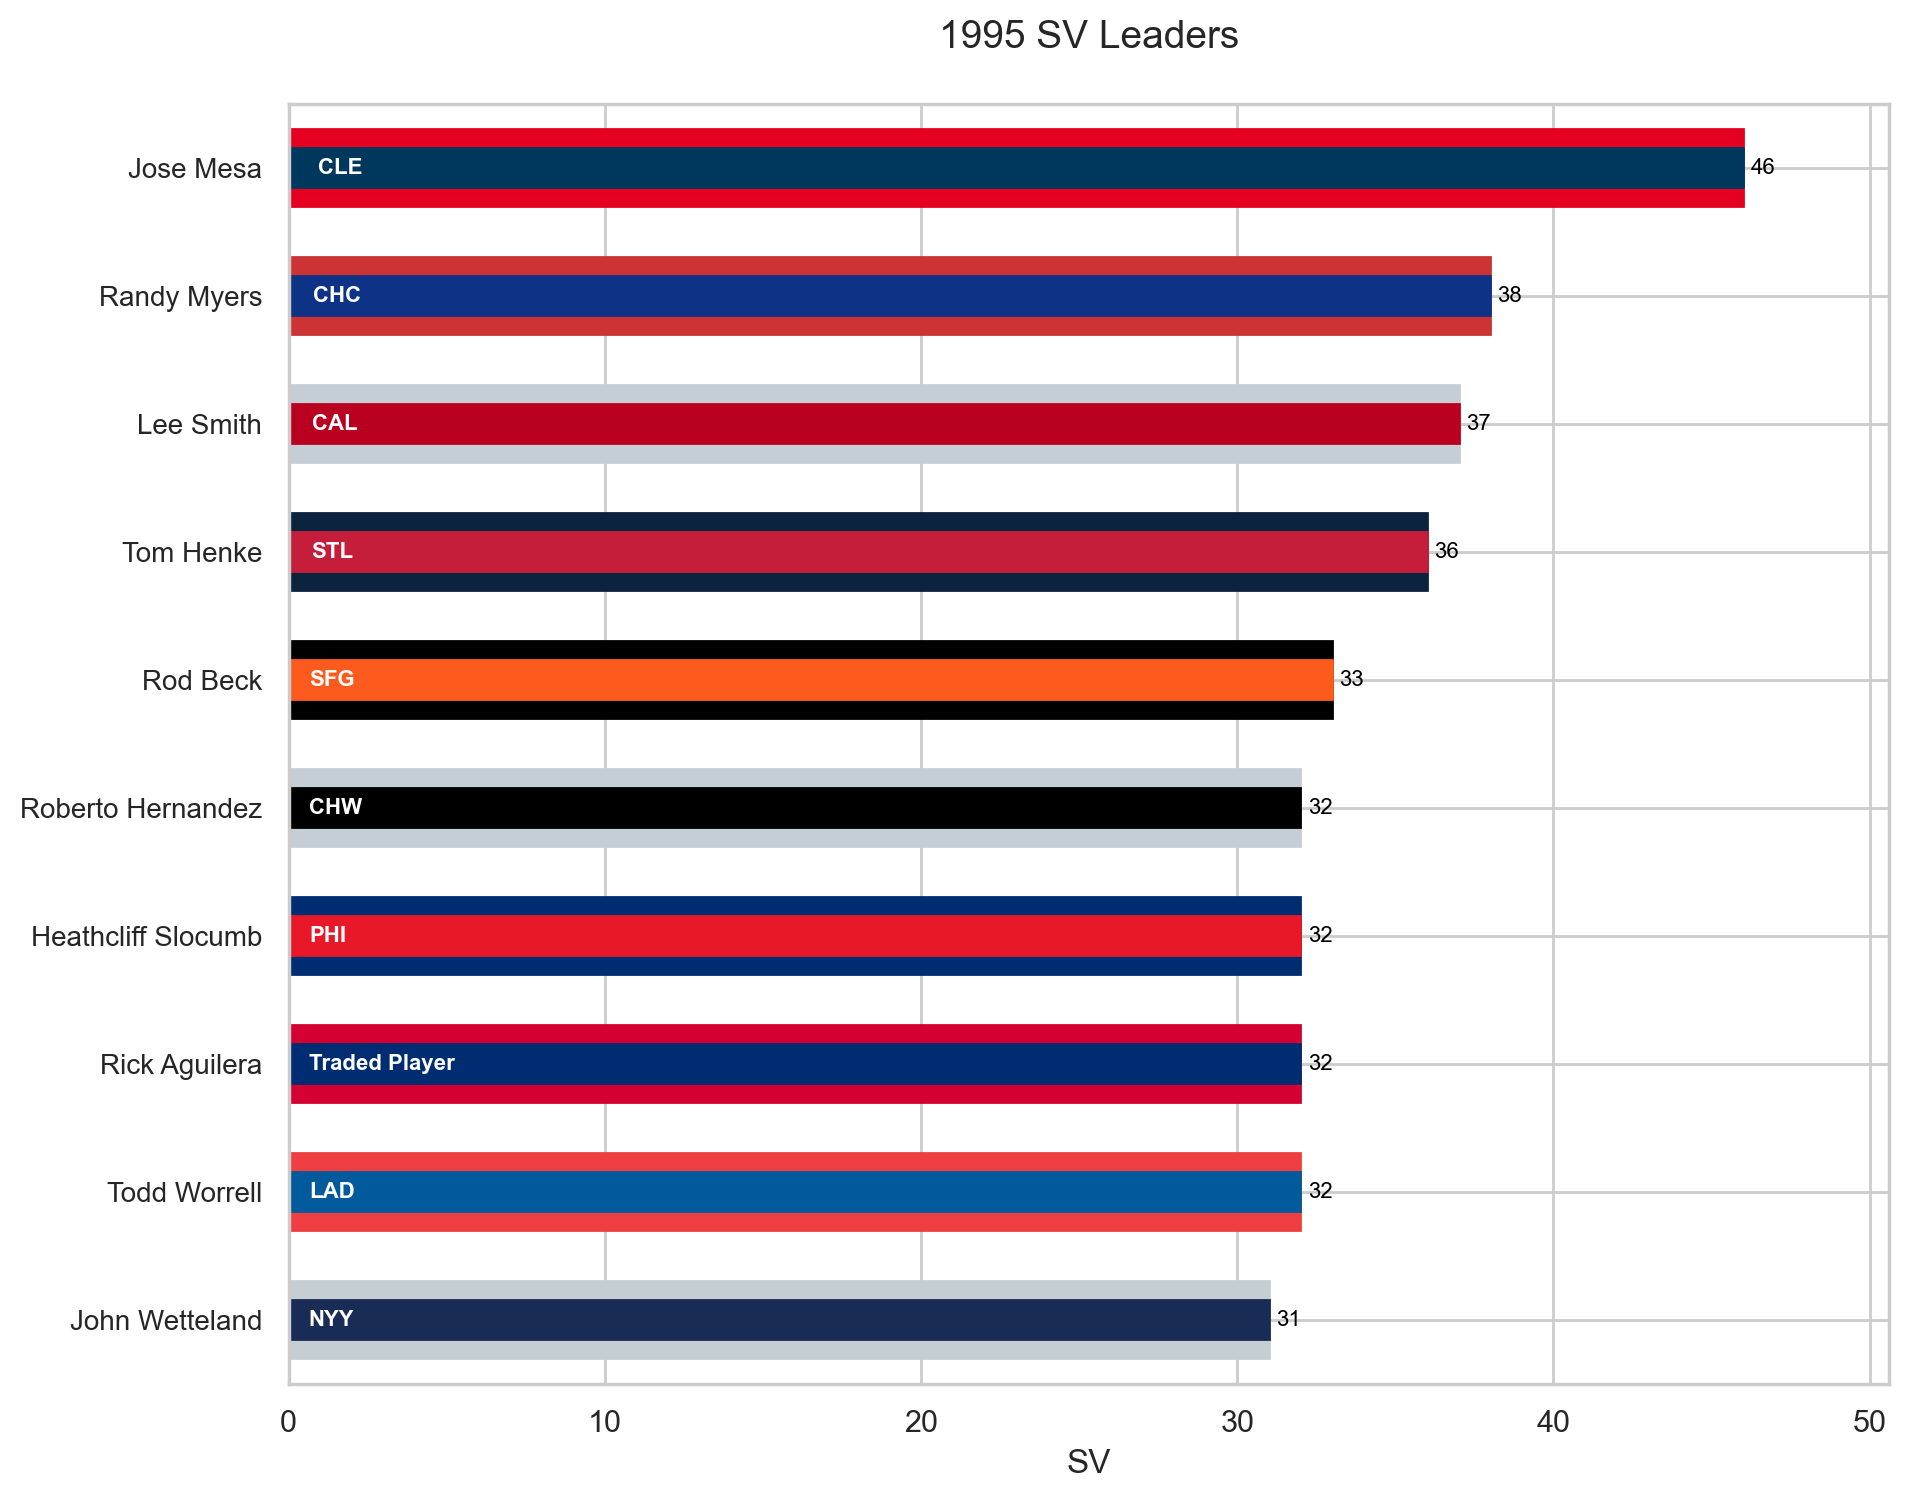 1995 SV Leaders
Jose Mesa CLE 46
Randy Myers CHC 38
Lee Smith CAL 37
Tom Henke STL 36
Rod Beck SFG 33
Roberto Hernandez CHW 32
Heathcliff Slocumb PHI 32
Rick Aguilera Traded Player 32
Todd Worrell LAD 32
John Wetteland NYY 31
0 10 20 30 40 50
SV